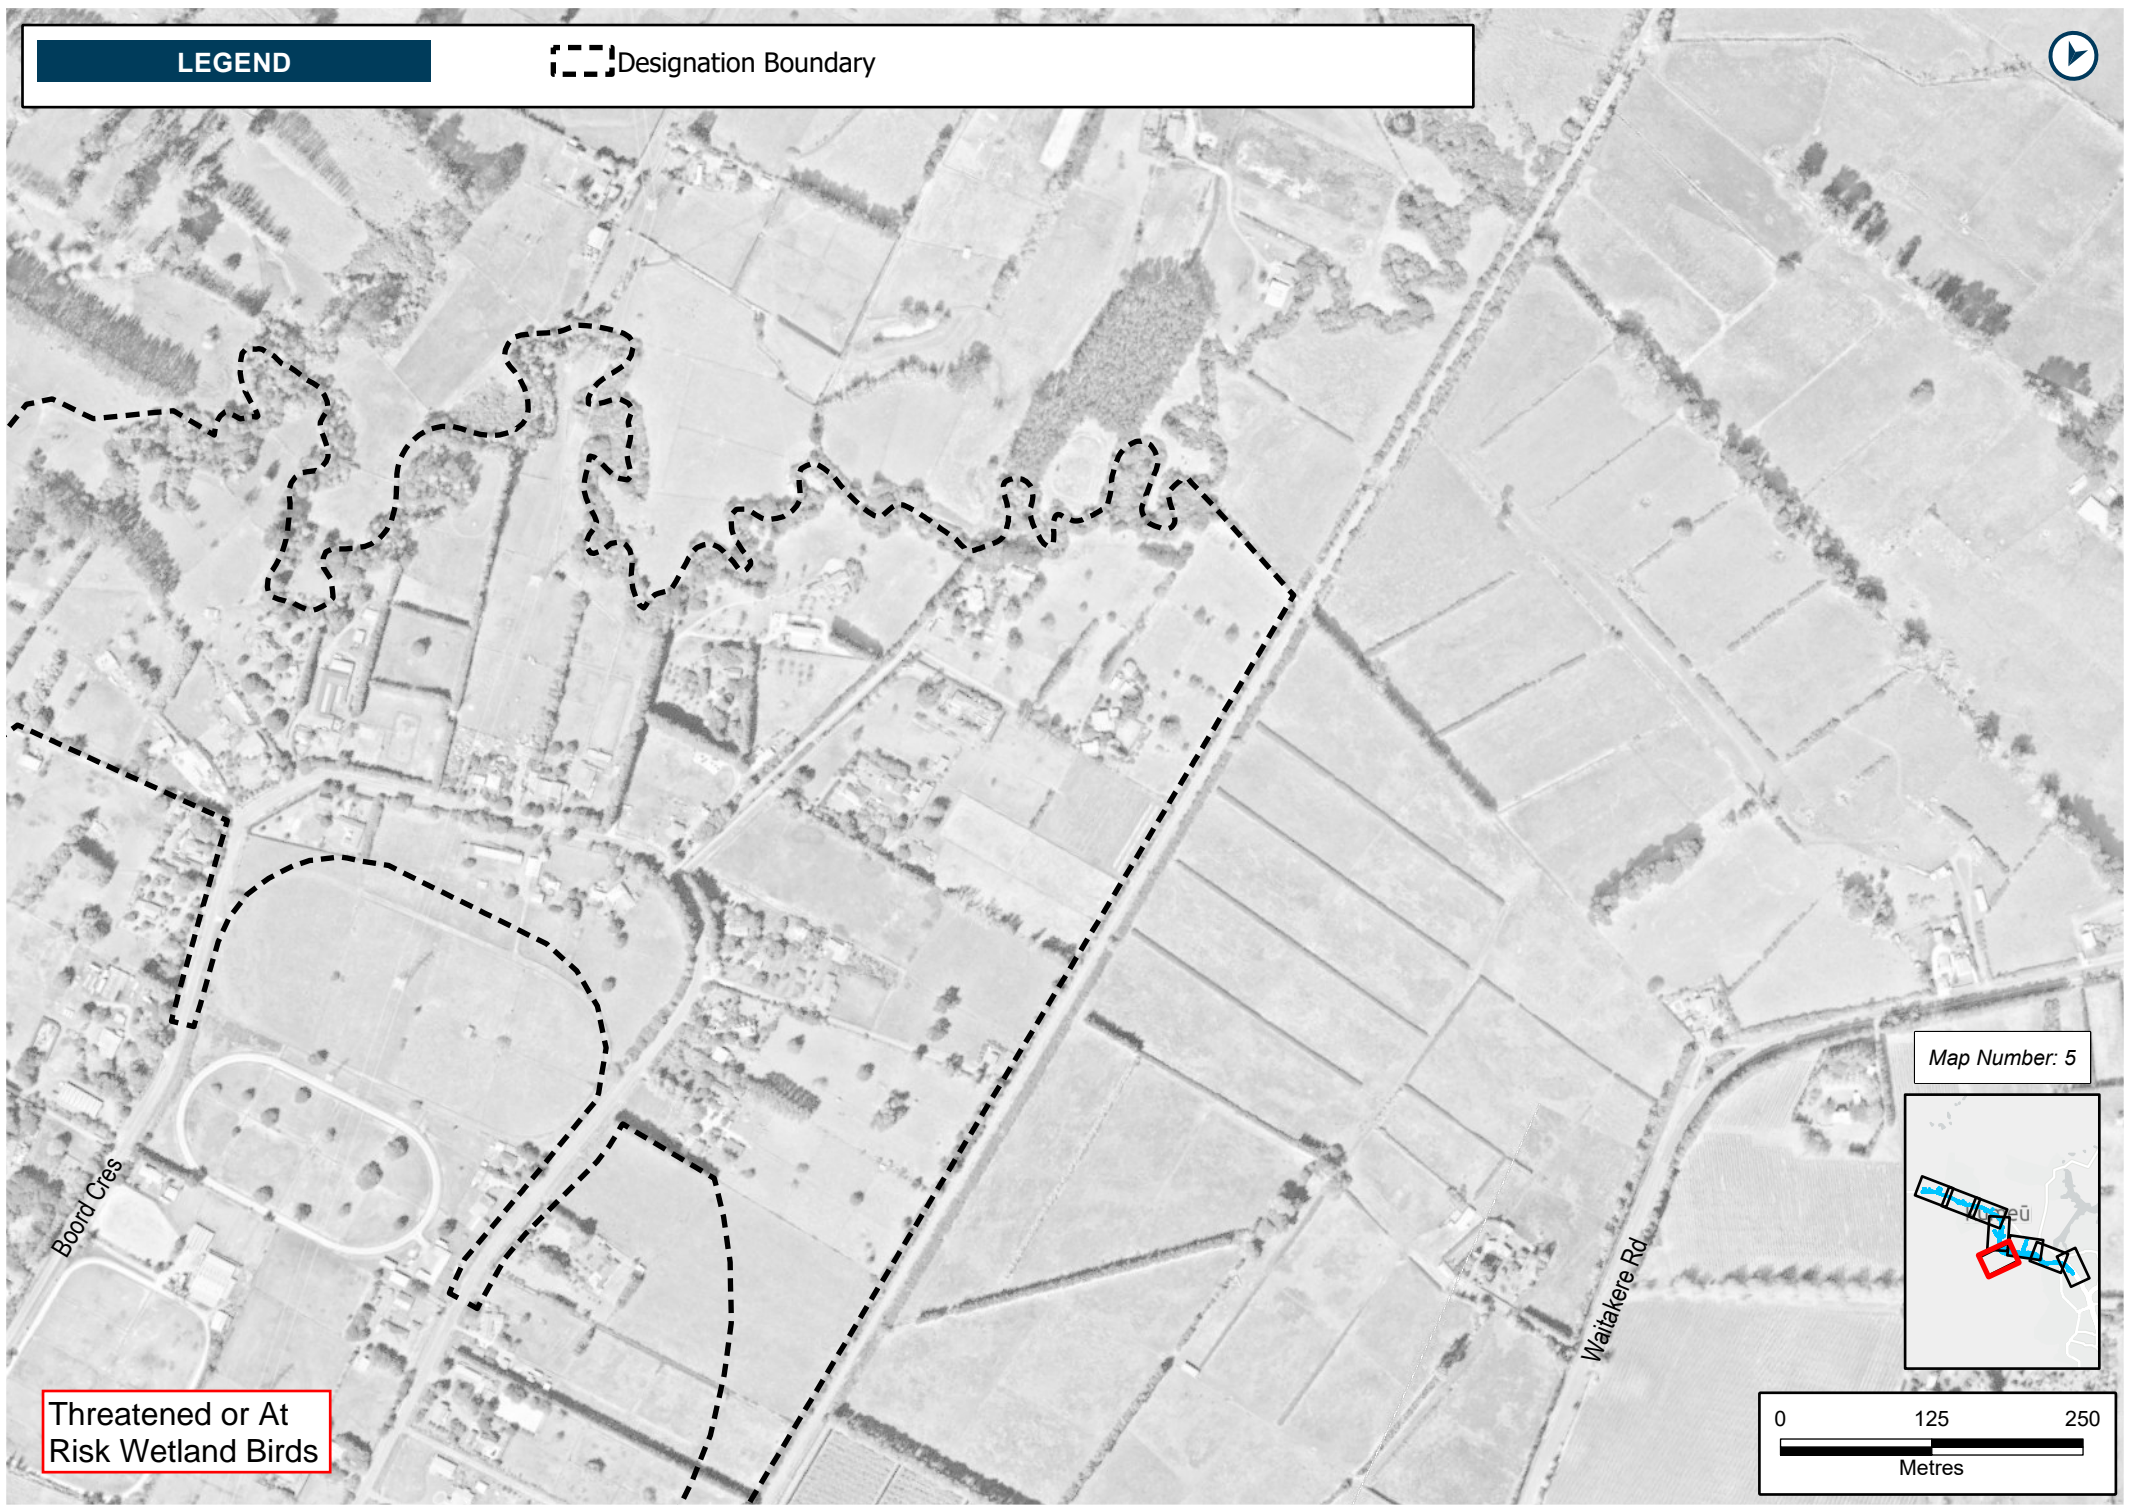 LEGEND
Designation Boundary
Map Number: 5
Boord Cres
Waitakere Rd
Threatened or At
Risk Wetland Birds
0 125 250
Metres